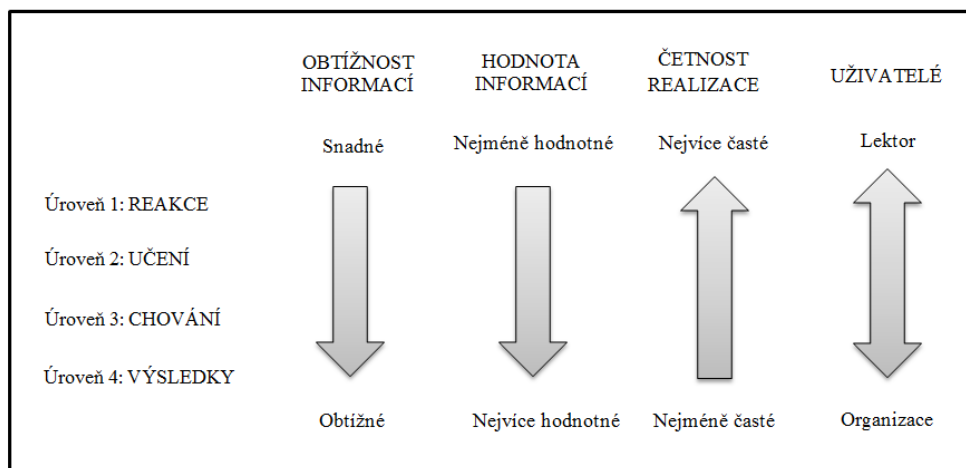 OBTÍŽNOST
INFORMACÍ
HODNOTA
INFORMACÍ
ČETNOST
REALIZACE
UŽIVATELÉ
Snadné
Nejméně hodnotné
Nejvíce časté
Lektor
Úroveň 1: REAKCE
Úroveň 2: UČENÍ
Úroveň 3: CHOVÁNÍ
Úroveň 4: VÝSLEDKY
Obtížné
Nejvíce hodnotné
Nejméně časté
Organizace